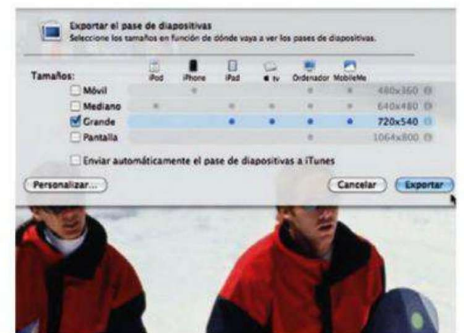 Exportar el pase de diapositivas
Seleccione los tamaños en función de dónde vaya a ver los pases de diapositivas.
iPod iPhone iPad tv Ordenador MobileMe
Tamaños:
Móvil 480x360
Mediano 640x480
Grande 720x540
Pantalla 1064x800
Enviar automáticamente el pase de diapositivas a iTunes
Personalizar... Cancelar Exportar